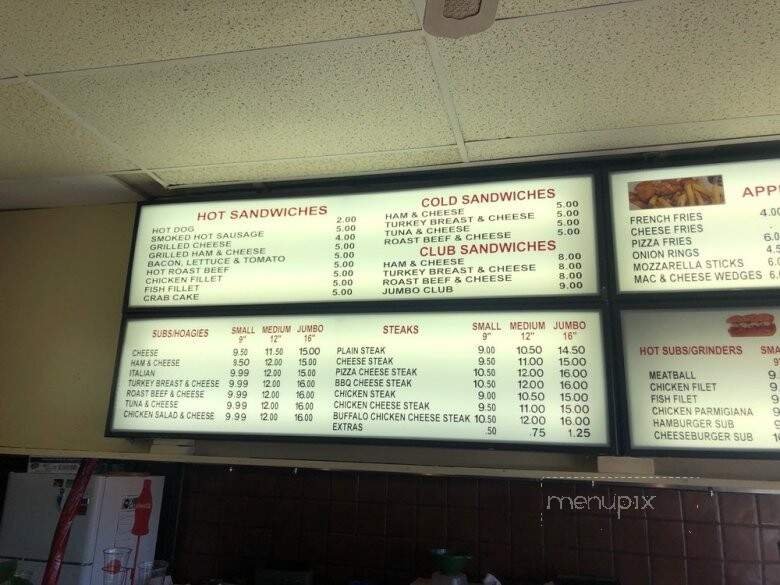 HOT SANDWICHES
HOT DOG 2.00
SMOKED HOT SAUSAGE 5.00
GRILLED CHEESE 4.00
GRILLED HAM & CHEESE 5.00
BACON, LETTUCE & TOMATO 5.00
HOT ROAST BEEF 5.00
CHICKEN FILLET 5.00
FISH FILLET 5.00
CRAB CAKE 5.00
COLD SANDWICHES
HAM & CHEESE 5.00
TURKEY BREAST & CHEESE 5.00
TUNA & CHEESE 5.00
ROAST BEEF & CHEESE 5.00
CLUB SANDWICHES
HAM & CHEESE 8.00
TURKEY BREAST & CHEESE 8.00
ROAST BEEF & CHEESE 8.00
JUMBO CLUB 9.00
FRENCH FRIES 4.00
CHEESE FRIES
PIZZA FRIES
ONION RINGS
MOZZARELLA STICKS
MAC & CHEESE WEDGES
SUBS/HOAGIES SMALL MEDIUM JUMBO
9" 12" 16"
CHEESE 9.50 11.50 15.00
HAM & CHEESE 9.50 12.00 15.00
ITALIAN 9.99 12.00 15.00
TURKEY BREAST & CHEESE 9.99 12.00 16.00
ROAST BEEF & CHEESE 9.99 12.00 16.00
TUNA & CHEESE 9.99 12.00 16.00
CHICKEN SALAD & CHEESE 9.99 12.00 16.00
STEAKS SMALL MEDIUM JUMBO
9" 12" 16"
PLAIN STEAK 9.00 10.50 14.50
CHEESE STEAK 9.50 11.00 15.00
PIZZA CHEESE STEAK 10.50 12.00 16.00
BBQ CHEESE STEAK 10.50 12.00 16.00
CHICKEN STEAK 9.00 10.50 15.00
CHICKEN CHEESE STEAK 9.50 11.00 15.00
BUFFALO CHICKEN CHEESE STEAK 10.50 12.00 16.00
EXTRAS .50 .75 1.25
HOT SUBS/GRINDERS
MEATBALL
CHICKEN FILET
FISH FILET
CHICKEN PARMIGIANA
HAMBURGER SUB
CHEESEBURGER SUB
menupix